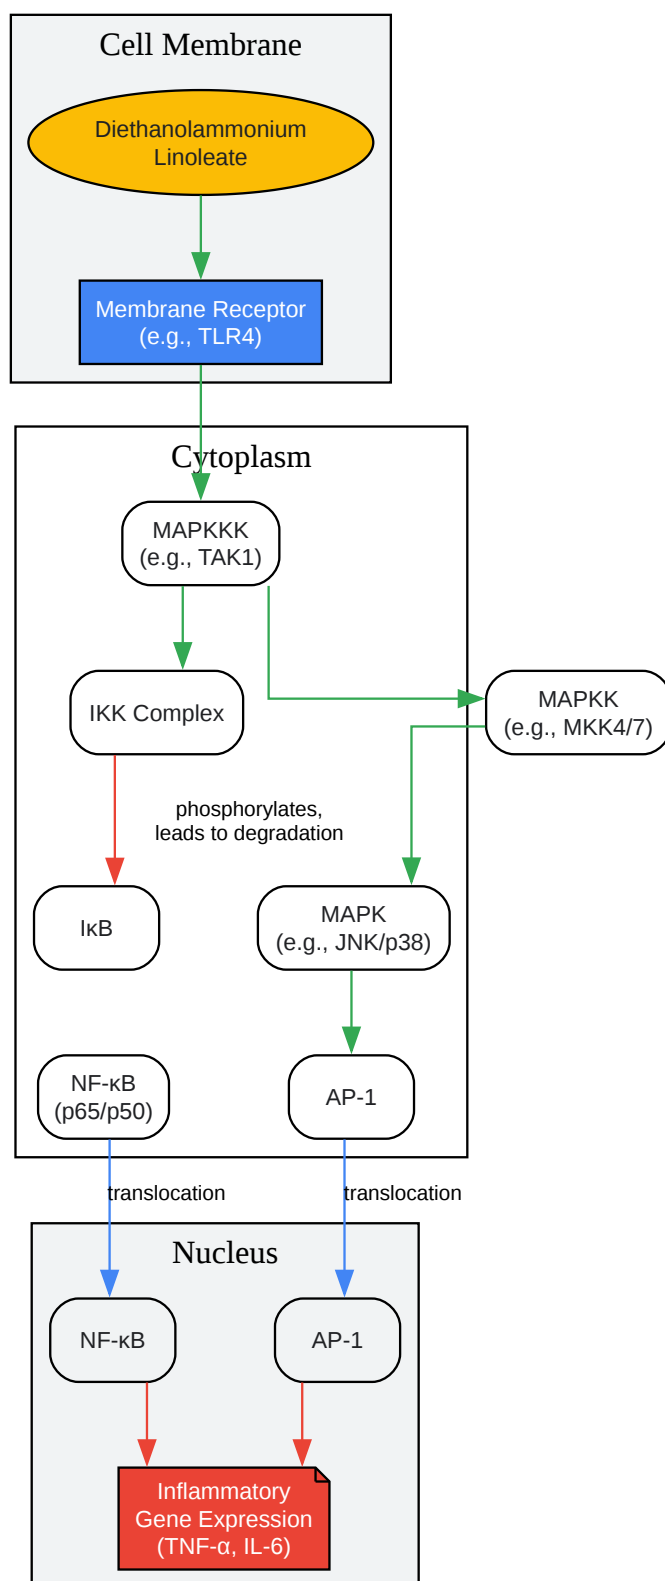 Cell Membrane
Diethanolammonium
Linoleate
Membrane Receptor
(e.g., TLR4)
Cytoplasm
MAPKKK
(e.g., TAK1)
IKK Complex
MAPKK
(e.g., MKK4/7)
phosphorylates,
leads to degradation
IκB
MAPK
(e.g., JNK/p38)
NF-κB
(p65/p50)
AP-1
translocation
translocation
Nucleus
NF-κB
AP-1
Inflammatory
Gene Expression
(TNF-α, IL-6)